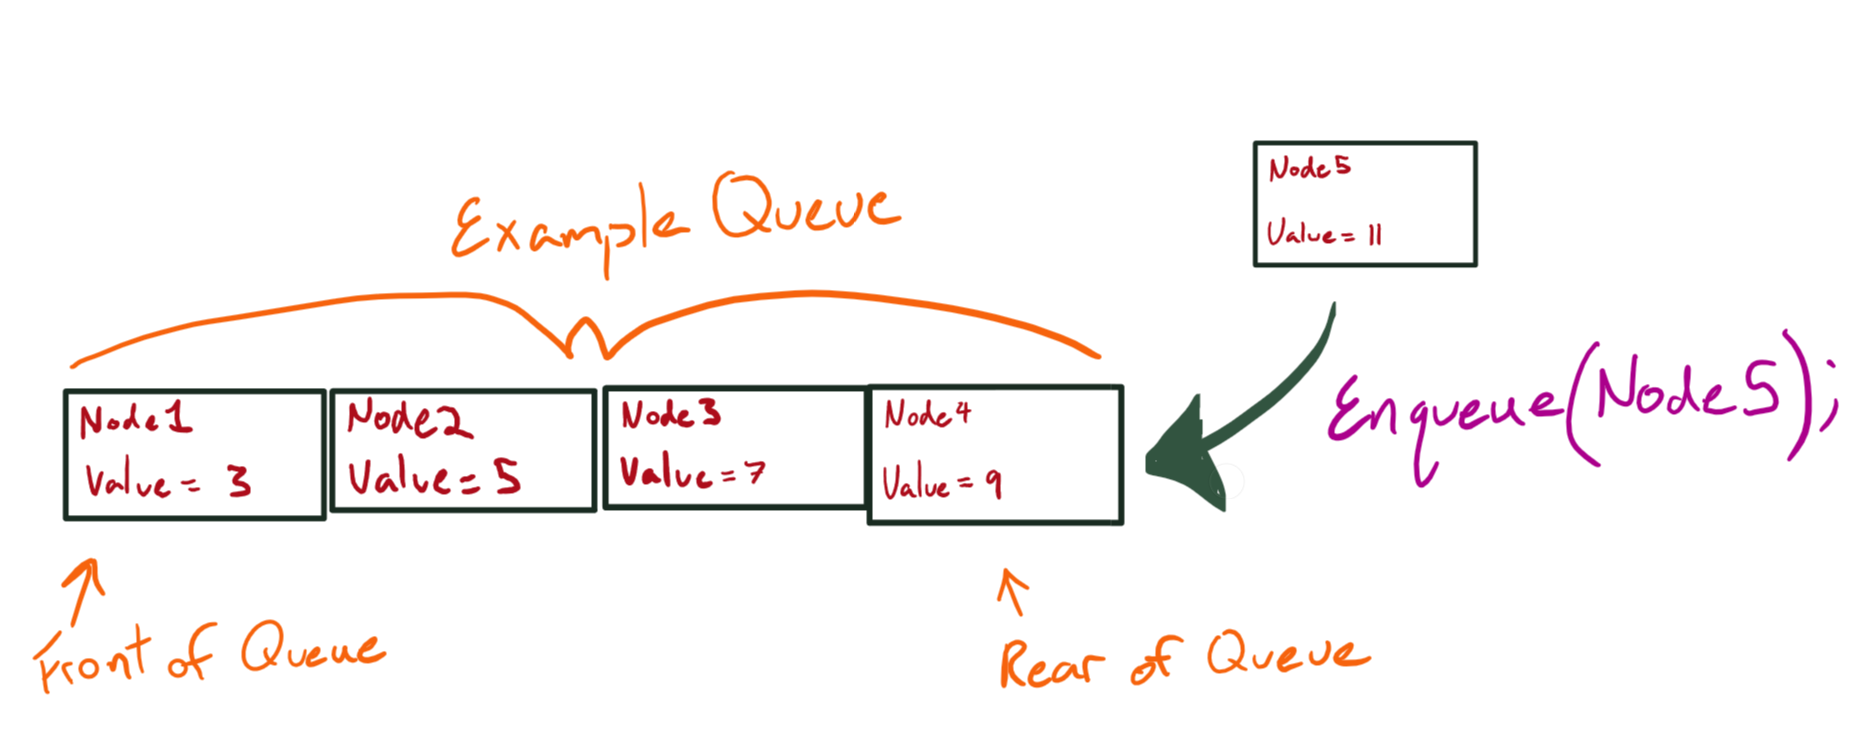 Example Queue
Node5
Value = 11
Enqueue(Node5);
Node1
Value = 3
Node2
Value = 5
Node3
Value = 7
Node4
Value = 9
Front of Queue
Rear of Queue